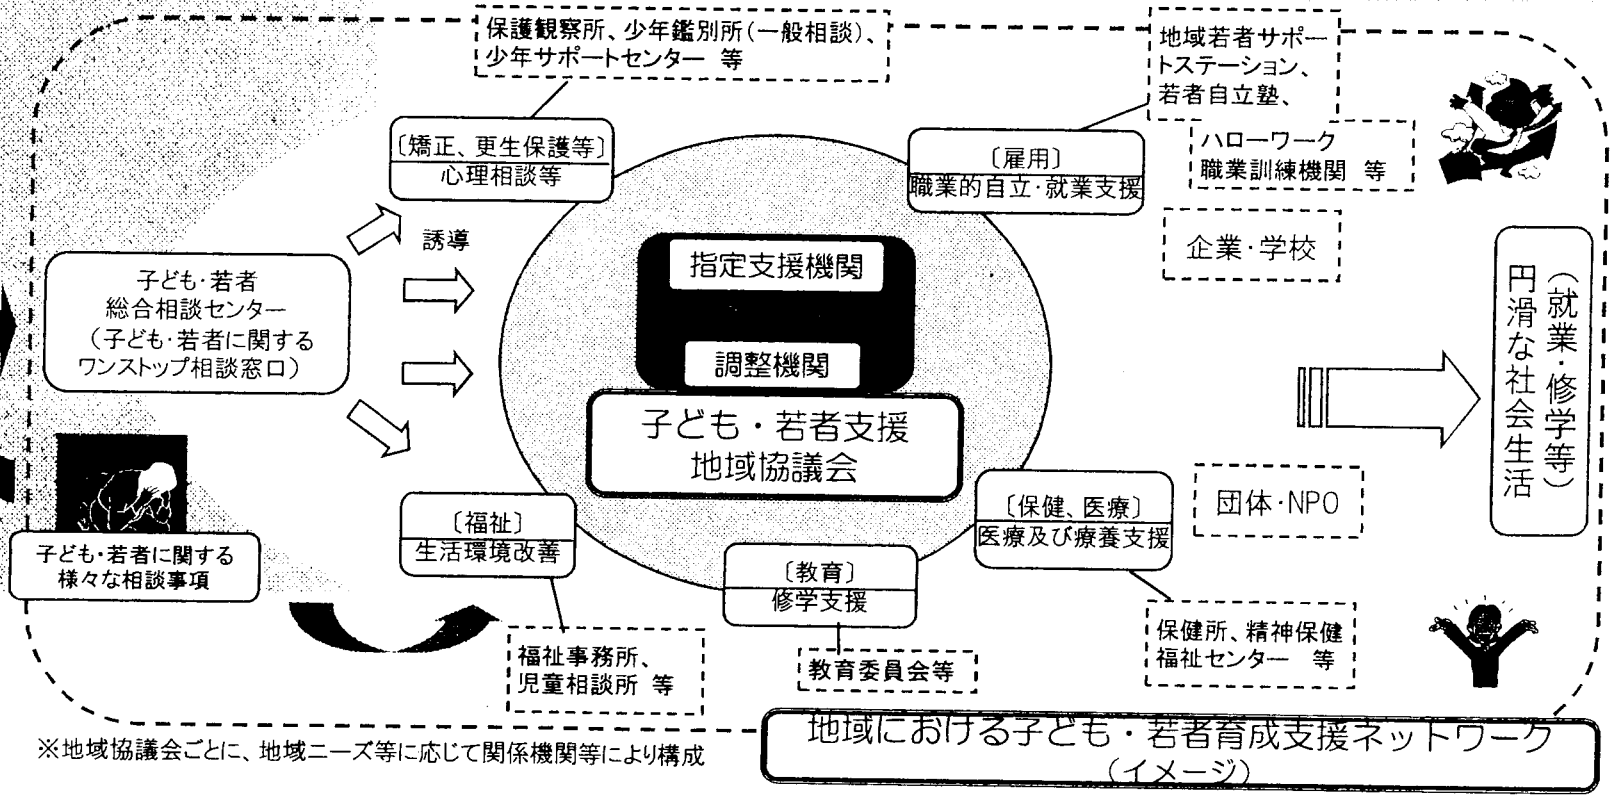 保護観察所、少年鑑別所(一般相談)、
少年サポートセンター 等
地域若者サポー
トステーション、
若者自立塾、
ハローワーク
職業訓練機関 等
〔矯正、更生保護等〕
心理相談等
〔雇用〕
職業的自立・就業支援
誘導
企業・学校
指定支援機関
調整機関
子ども・若者
総合相談センター
(子ども・若者に関する
ワンストップ相談窓口)
子ども・若者支援
地域協議会
(就業・修学等)
円滑な社会生活
団体・NPO
〔福祉〕
生活環境改善
〔保健、医療〕
医療及び療養支援
〔教育〕
修学支援
子ども・若者に関する
様々な相談事項
福祉事務所、
児童相談所 等
教育委員会等
保健所、精神保健
福祉センター 等
※地域協議会ごとに、地域ニーズ等に応じて関係機関等により構成
地域における子ども・若者育成支援ネットワーク
(イメージ)